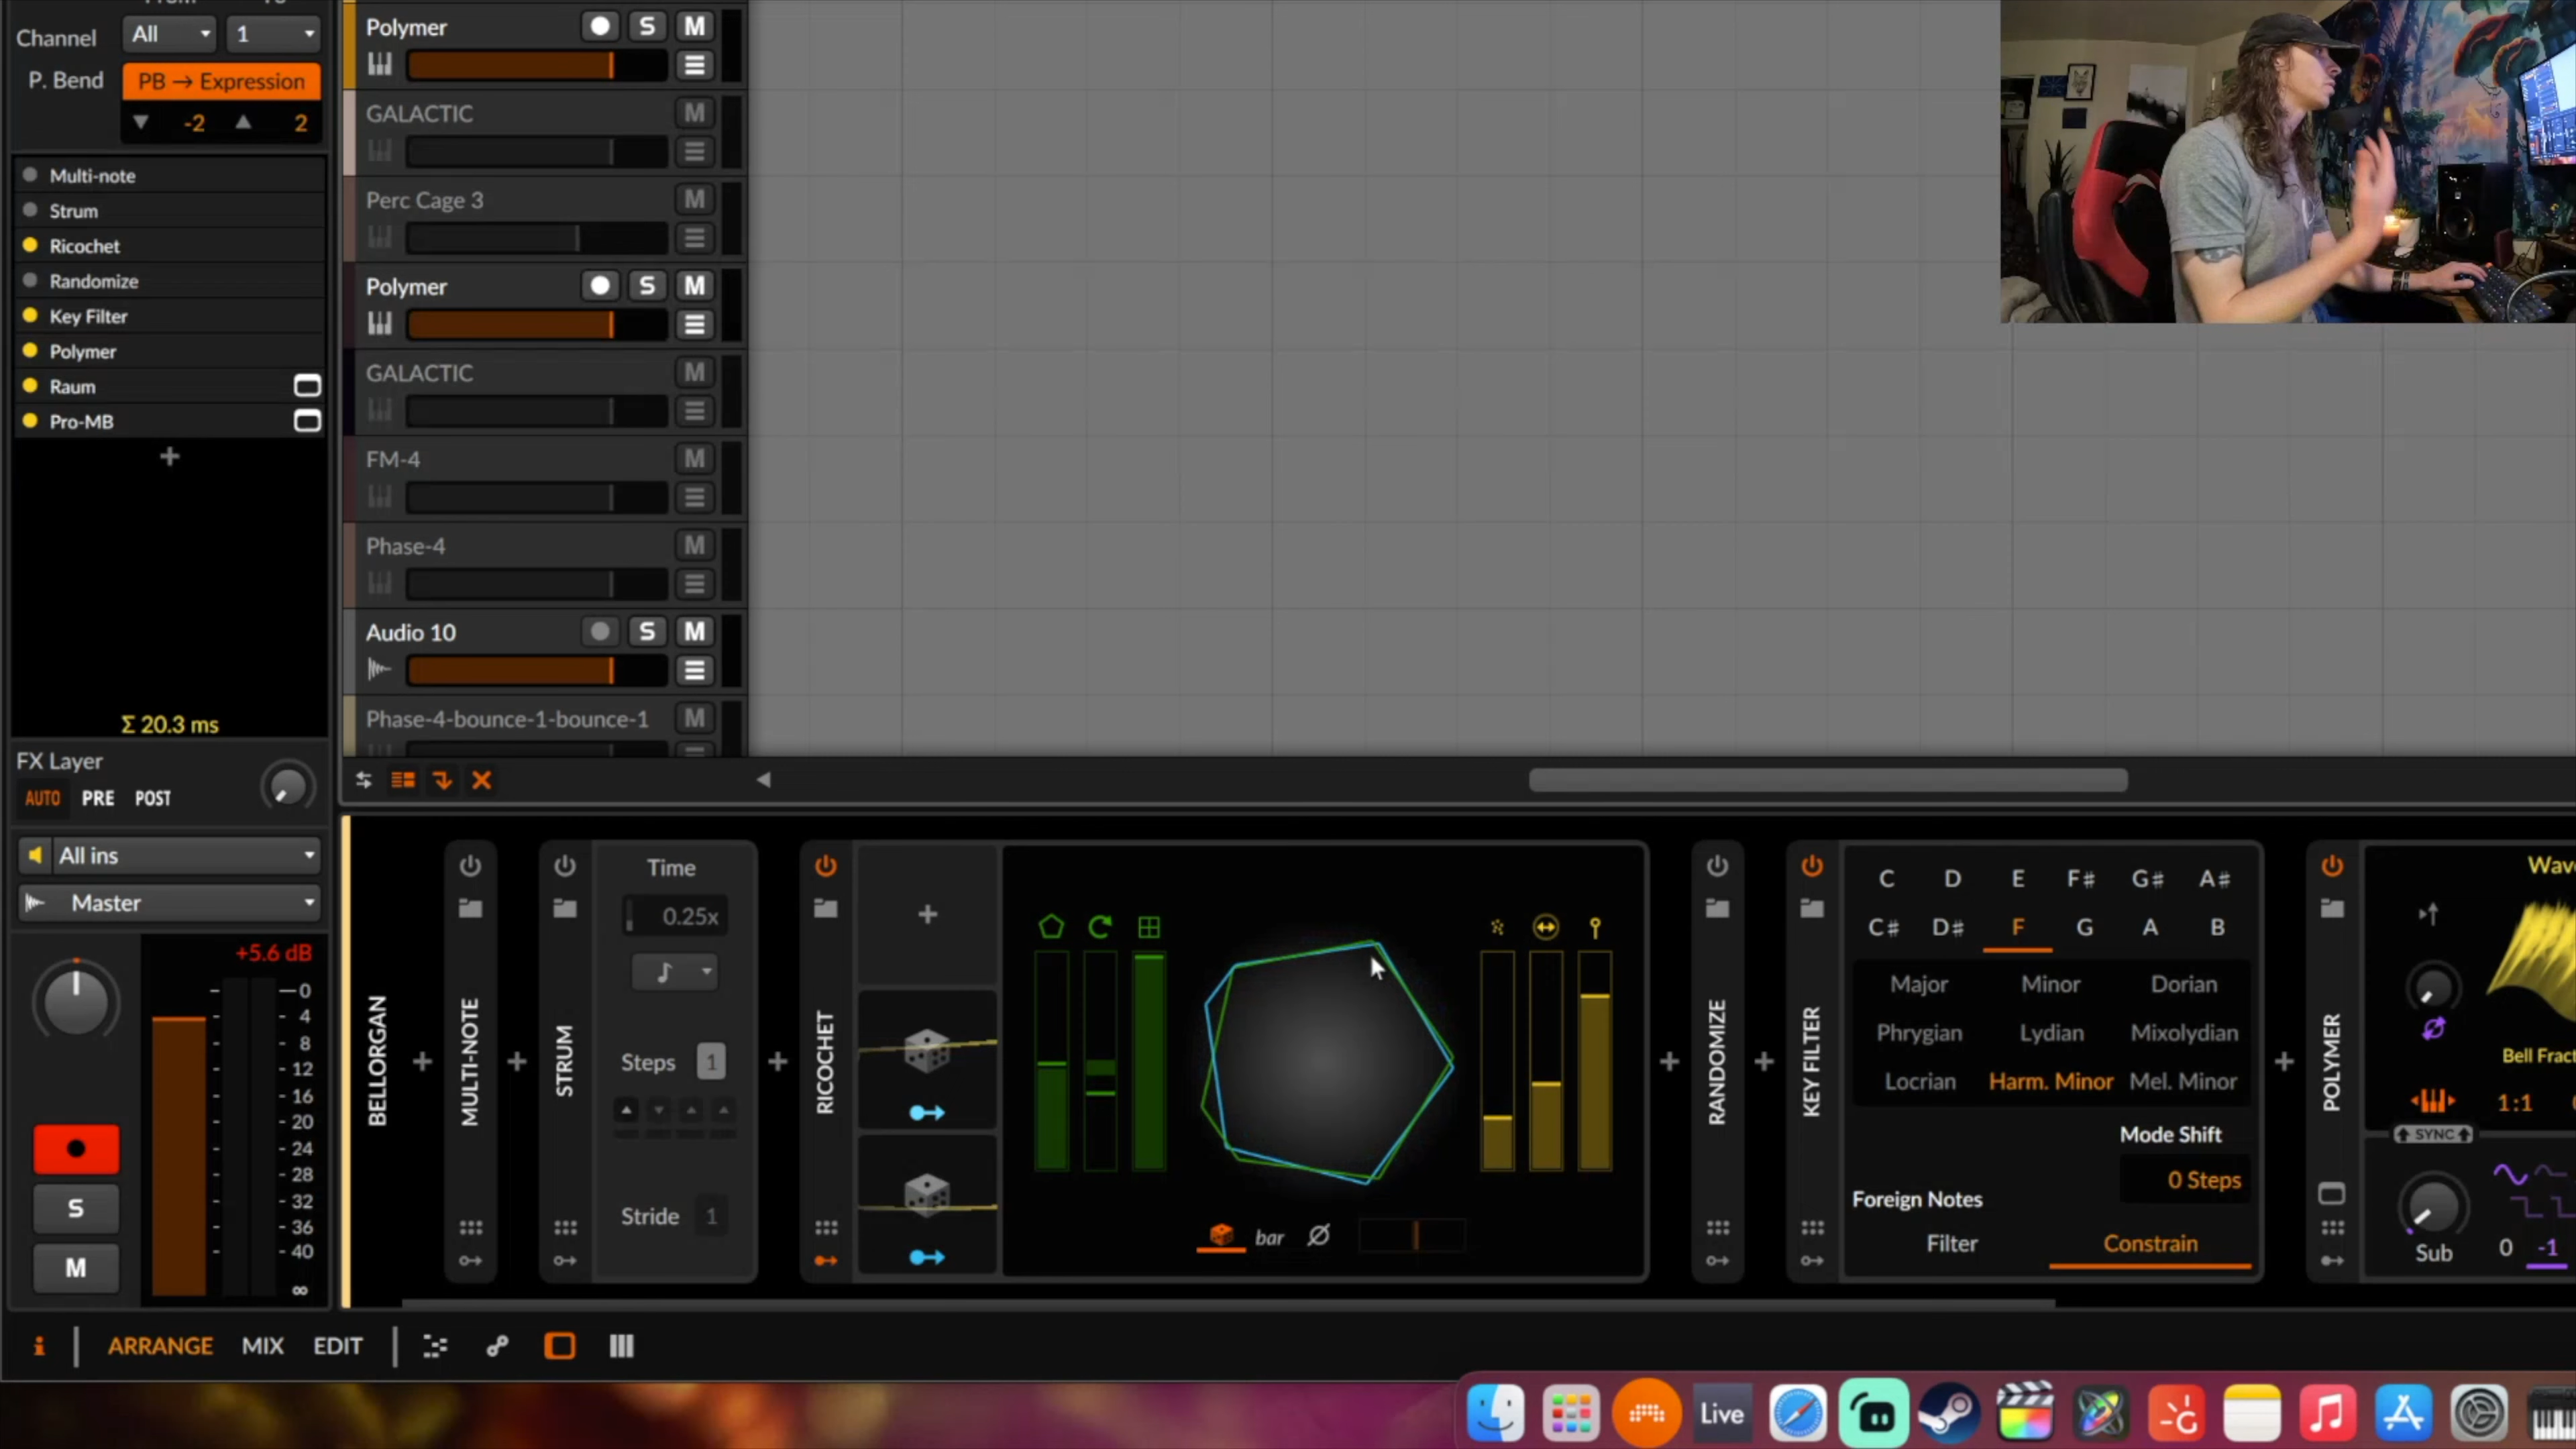 Channel All 1
P. Bend PB → Expression
-2 2
Multi-note
Strum
Ricochet
Randomize
Key Filter
Polymer
Raum
Pro-MB
+
Σ 20.3 ms
FX Layer
AUTO PRE POST
All ins
Master
+5.6 dB
0
4
8
12
16
20
24
28
32
36
40
∞
S
M
Polymer S M
GALACTIC M
Perc Cage 3 M
Polymer S M
GALACTIC M
FM-4 M
Phase-4 M
Audio 10 S M
Phase-4-bounce-1-bounce-1 M
BELLORGAN
MULTI-NOTE
STRUM
Time
0.25x
Steps 1
Stride 1
RICOCHET
bar
RANDOMIZE
KEY FILTER
C D E F# G# A#
C# D# F G A B
Major Minor Dorian
Phrygian Lydian Mixolydian
Locrian Harm. Minor Mel. Minor
Mode Shift
0 Steps
Foreign Notes
Filter Constrain
POLYMER
Wave
Bell Fract
1:1
SYNC
Sub 0 -1
i ARRANGE MIX EDIT
Live